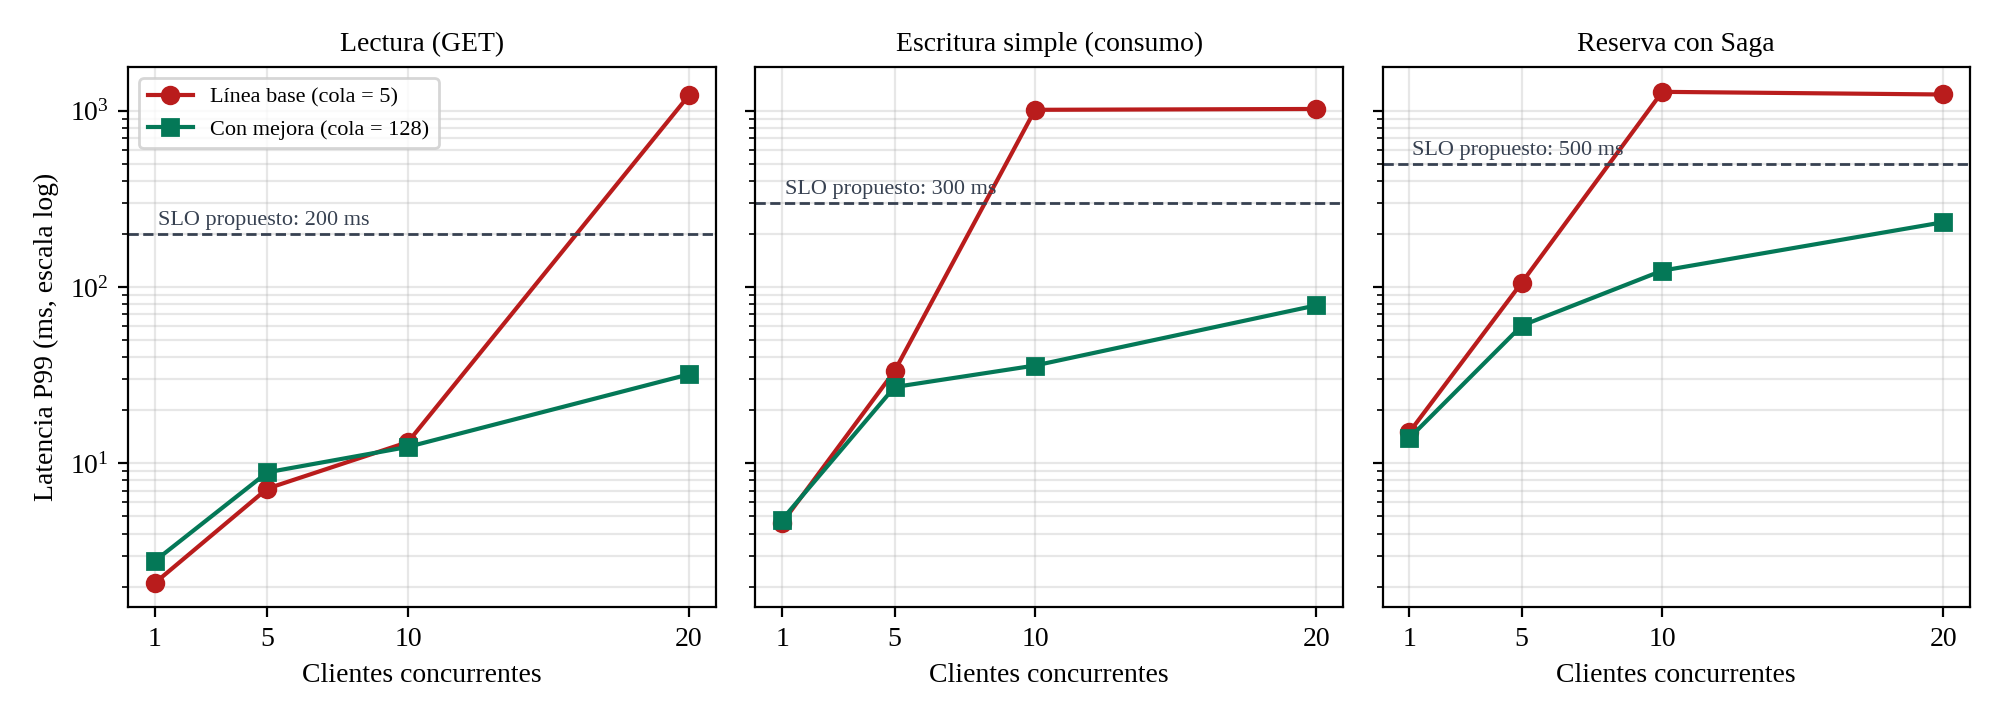 Lectura (GET)
Escritura simple (consumo)
Reserva con Saga
Latencia P99 (ms, escala log)
10³
10²
10¹
Línea base (cola = 5)
Con mejora (cola = 128)
SLO propuesto: 200 ms
SLO propuesto: 300 ms
SLO propuesto: 500 ms
1 5 10 20
1 5 10 20
1 5 10 20
Clientes concurrentes
Clientes concurrentes
Clientes concurrentes